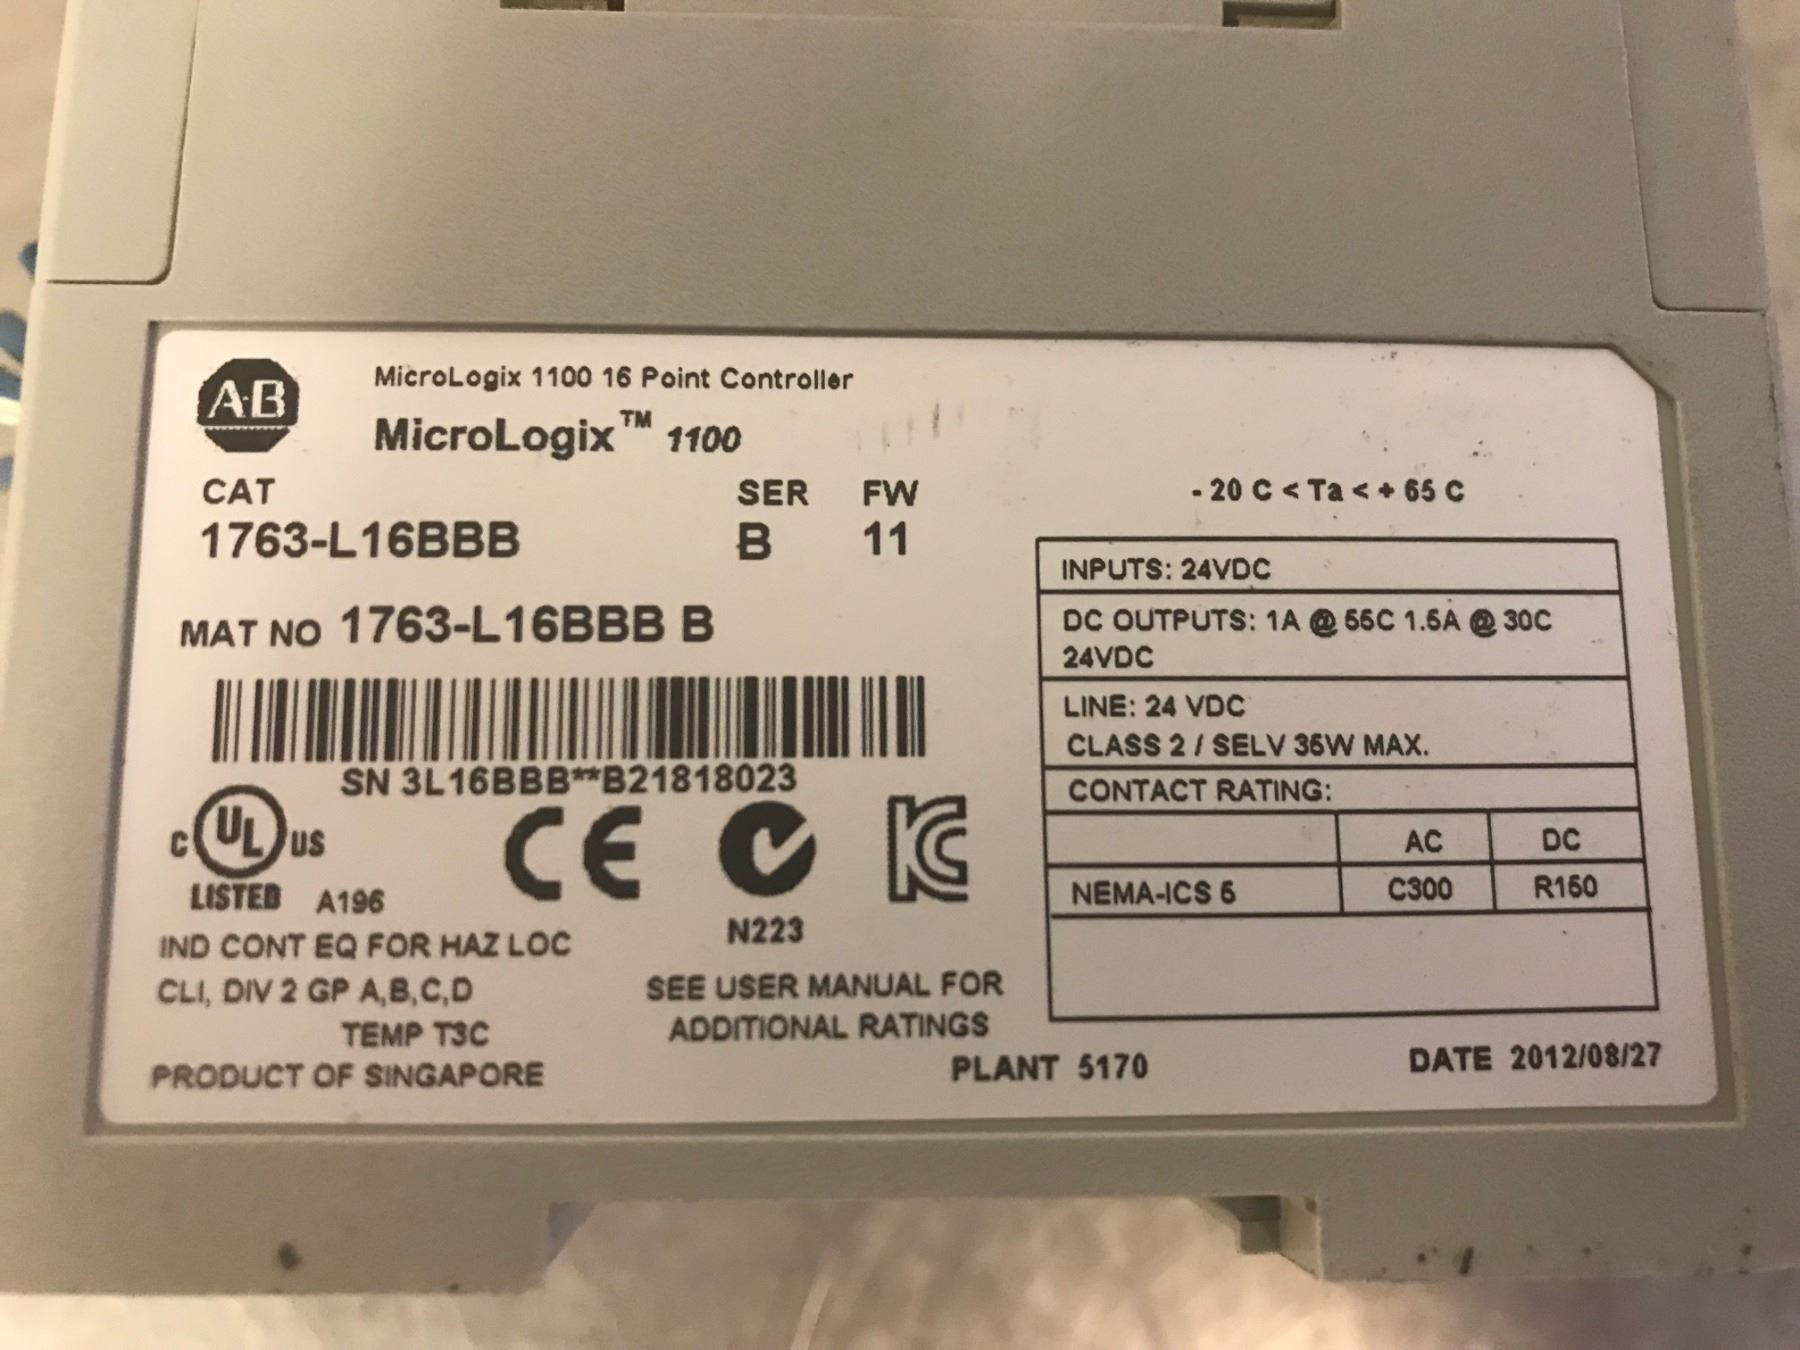 A·B
MicroLogix 1100 16 Point Controller
MicroLogix™ 1100
CAT SER FW
1763-L16BBB B 11
MAT NO 1763-L16BBB B
SN 3L16BBB**B21818023
C UL US
LISTED A196
CE
N223
KC
IND CONT EQ FOR HAZ LOC
CLI, DIV 2 GP A,B,C,D
TEMP T3C
PRODUCT OF SINGAPORE
SEE USER MANUAL FOR
ADDITIONAL RATINGS
PLANT 5170
- 20 C < Ta < + 65 C
INPUTS: 24VDC
DC OUTPUTS: 1A @ 55C 1.5A @ 30C
24VDC
LINE: 24 VDC
CLASS 2 / SELV 35W MAX.
CONTACT RATING:
AC DC
NEMA-ICS 5 C300 R150
DATE 2012/08/27